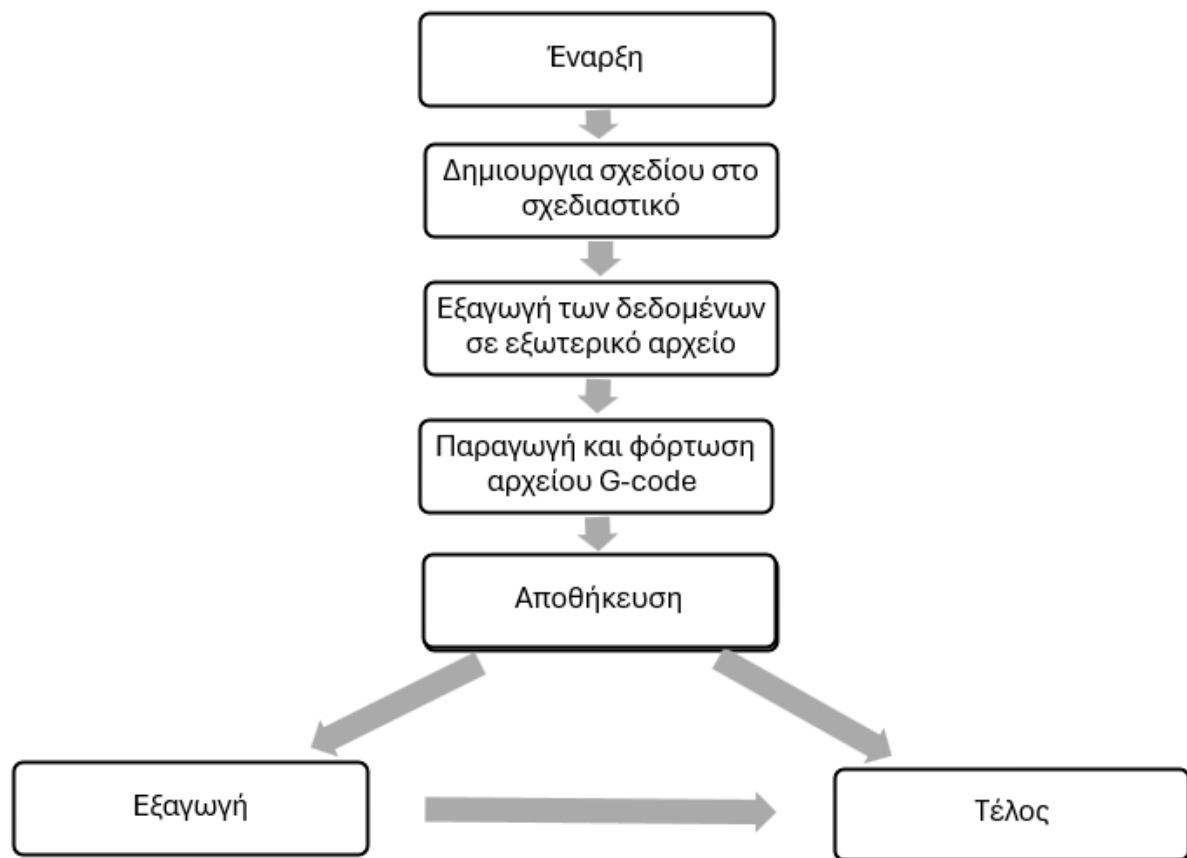 Έναρξη
Δημιουργια σχεδίου στο
σχεδιαστικό
Εξαγωγή των δεδομένων
σε εξωτερικό αρχείο
Παραγωγή και φόρτωση
αρχείου G-code
Αποθήκευση
Εξαγωγή
Τέλος